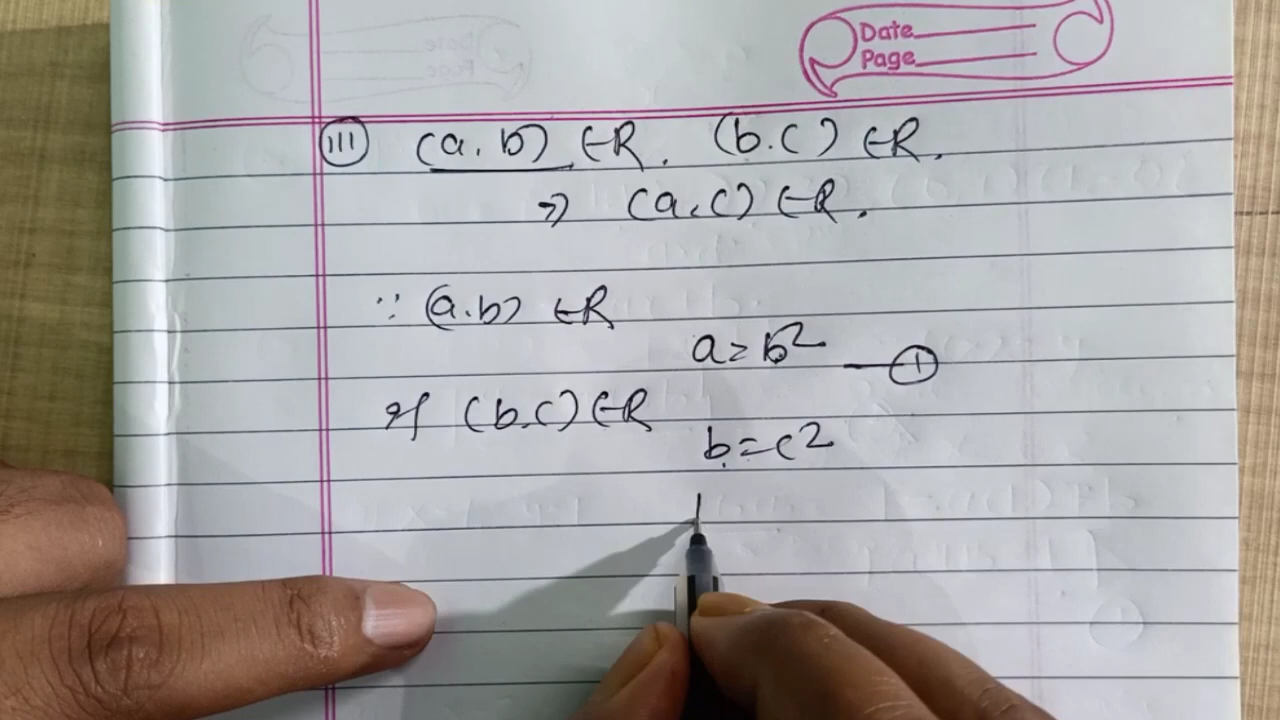 Date
Page
(iii) (a.b) ∈R. (b.c) ∈R.
⇒ (a,c) ∈R.
∵ (a.b) ∈R
a=b² —①
If (b,c)∈R
b=c²